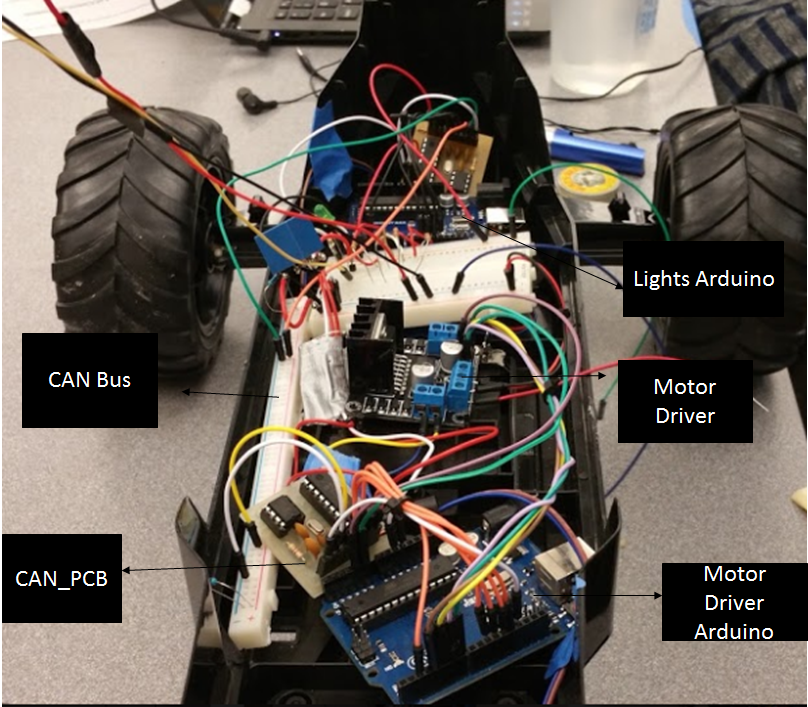 Lights Arduino
CAN Bus
Motor
Driver
CAN_PCB
Motor
Driver
Arduino